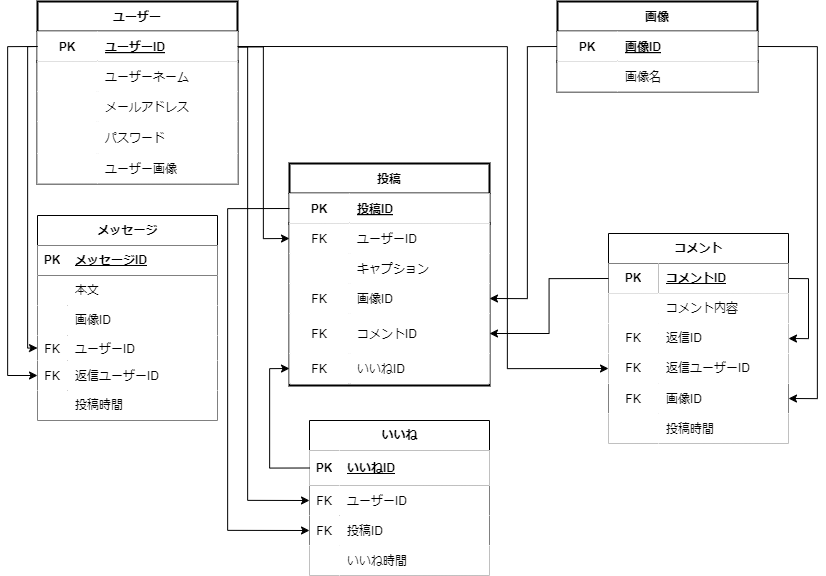 ユーザー
PK ユーザーID
ユーザーネーム
メールアドレス
パスワード
ユーザー画像
画像
PK 画像ID
画像名
投稿
PK 投稿ID
FK ユーザーID
キャプション
FK 画像ID
FK コメントID
FK いいねID
メッセージ
PK メッセージID
本文
画像ID
FK ユーザーID
FK 返信ユーザーID
投稿時間
コメント
PK コメントID
コメント内容
FK 返信ID
FK 返信ユーザーID
FK 画像ID
投稿時間
いいね
PK いいねID
FK ユーザーID
FK 投稿ID
いいね時間